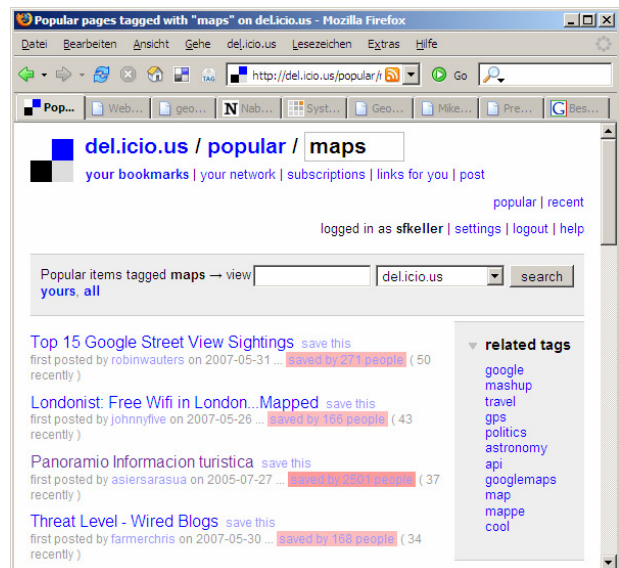 Popular pages tagged with "maps" on del.icio.us - Mozilla Firefox
Datei Bearbeiten Ansicht Gehe del.icio.us Lesezeichen Extras Hilfe
TAG http://del.icio.us/popular/ Go
Pop... Web... geo... N Nab... Syst... Geo... Mike... Pre... G Bes...
del.icio.us / popular / maps
your bookmarks | your network | subscriptions | links for you | post
popular | recent
logged in as sfkeller | settings | logout | help
Popular items tagged maps → view del.icio.us search
yours, all
Top 15 Google Street View Sightings save this
first posted by robinwauters on 2007-05-31 ... saved by 271 people ( 50
recently )
Londonist: Free Wifi in London...Mapped save this
first posted by johnnyfive on 2007-05-26 ... saved by 166 people ( 43
recently )
Panoramio Informacion turistica save this
first posted by asiersarasua on 2005-07-27 ... saved by 2501 people ( 37
recently )
Threat Level - Wired Blogs save this
first posted by farmerchris on 2007-05-30 ... saved by 168 people ( 34
recently )
related tags
google
mashup
travel
gps
politics
astronomy
api
googlemaps
map
mappe
cool